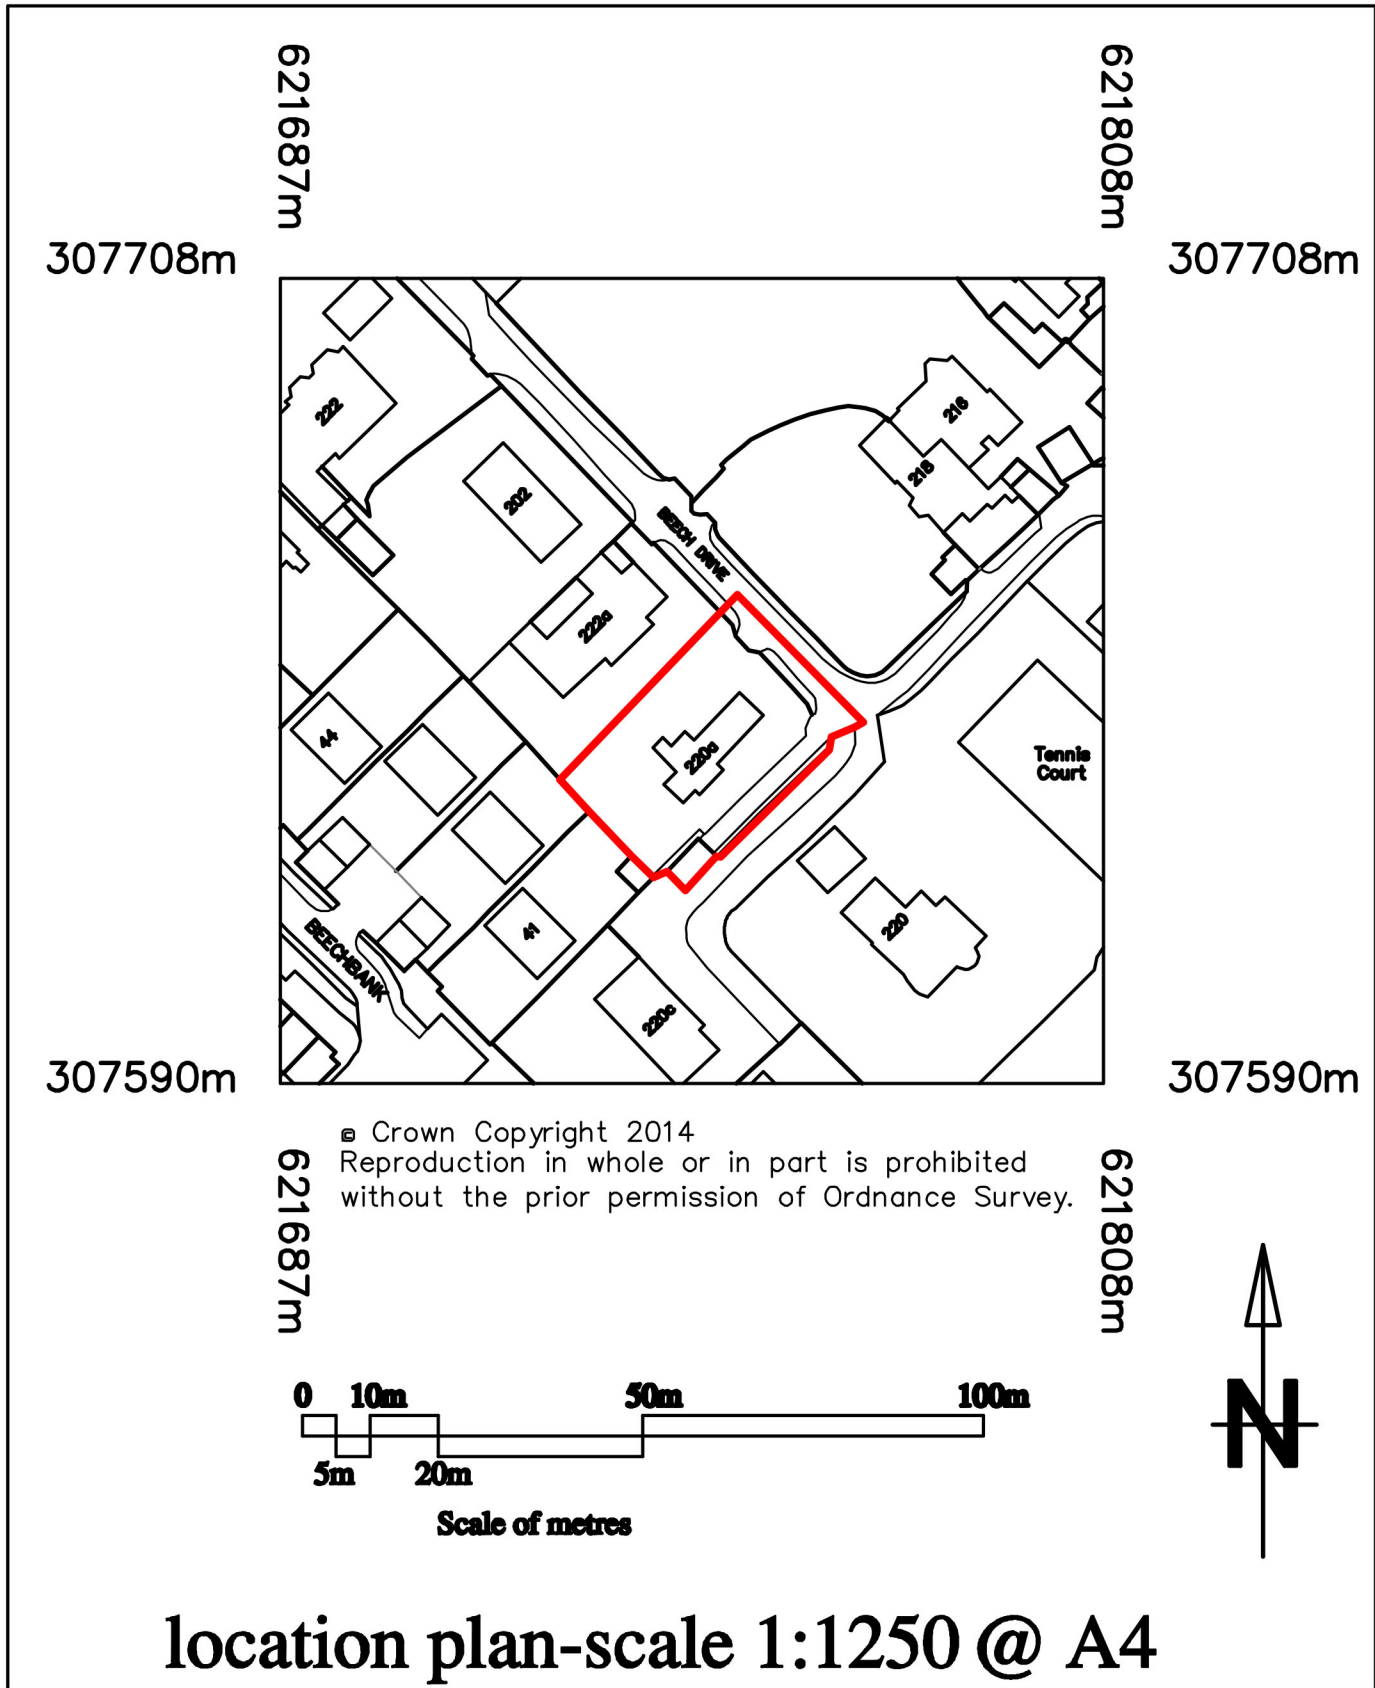 621687m
621808m
307708m
307708m
222
202
216
218
BEECH DRIVE
222a
44
220a
Tennis
Court
41
220
BEECHBANK
220c
307590m
307590m
© Crown Copyright 2014
Reproduction in whole or in part is prohibited
without the prior permission of Ordnance Survey.
621687m
621808m
0 10m 50m 100m
5m 20m
Scale of metres
N
location plan-scale 1:1250 @ A4